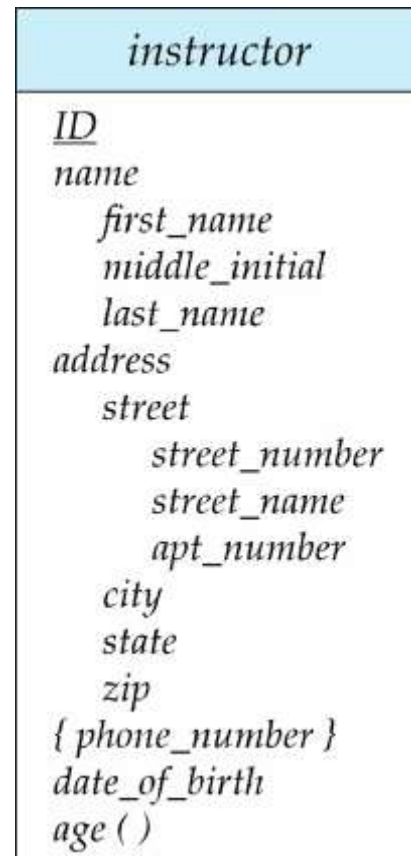 instructor
ID
name
first_name
middle_initial
last_name
address
street
street_number
street_name
apt_number
city
state
zip
{ phone_number }
date_of_birth
age ( )